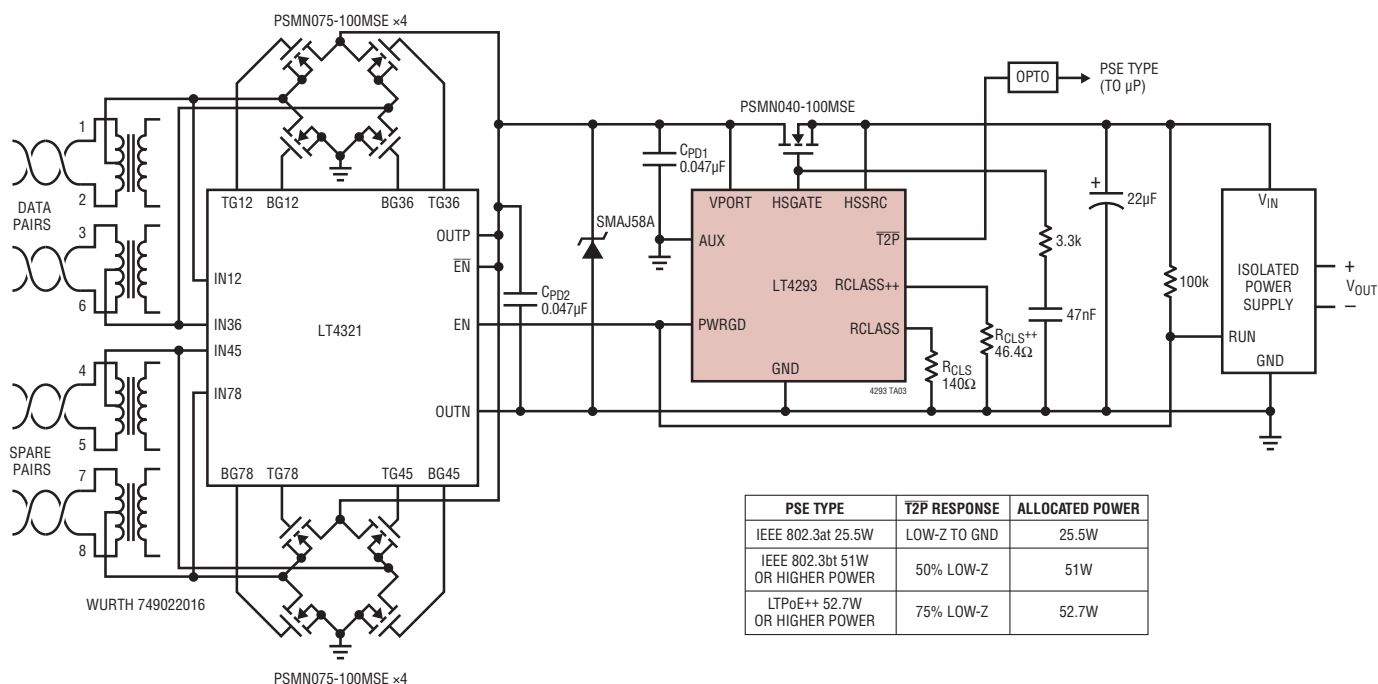 PSMN075-100MSE ×4
OPTO
PSE TYPE
(TO µP)
PSMN040-100MSE
1
2
DATA
PAIRS
3
6
4
5
SPARE
PAIRS
7
8
WURTH 749022016
TG12
BG12
BG36
TG36
OUTP
EN
IN12
IN36
EN
LT4321
IN45
IN78
OUTN
BG78
TG78
TG45
BG45
CPD2
0.047µF
SMAJ58A
CPD1
0.047µF
VPORT
HSGATE
HSSRC
AUX
T2P
LT4293
RCLASS++
PWRGD
RCLASS
GND
4293 TA03
RCLS
140Ω
RCLS++
46.4Ω
3.3k
47nF
+
22µF
100k
VIN
ISOLATED
POWER
SUPPLY
+
VOUT
–
RUN
GND
PSMN075-100MSE ×4
PSE TYPE
T2P RESPONSE
ALLOCATED POWER
IEEE 802.3at 25.5W
LOW-Z TO GND
25.5W
IEEE 802.3bt 51W
OR HIGHER POWER
50% LOW-Z
51W
LTPoE++ 52.7W
OR HIGHER POWER
75% LOW-Z
52.7W